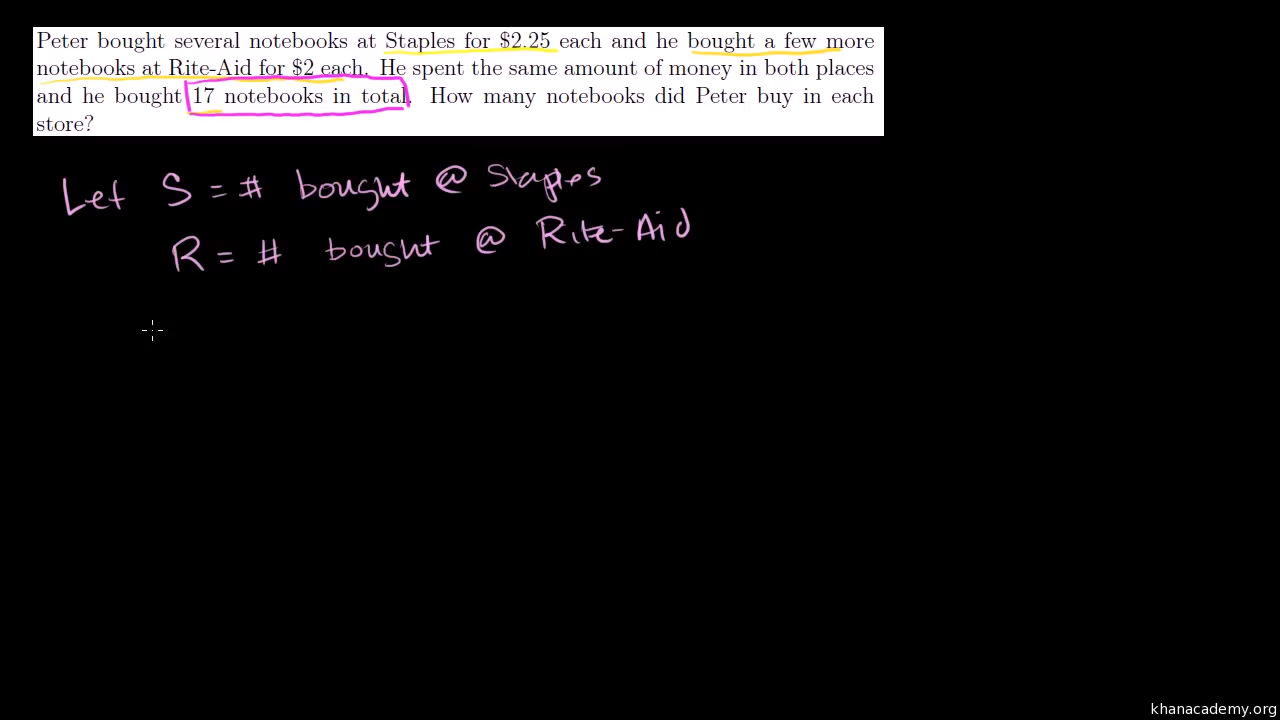 Peter bought several notebooks at Staples for $2.25 each and he bought a few more
notebooks at Rite-Aid for $2 each. He spent the same amount of money in both places
and he bought 17 notebooks in total. How many notebooks did Peter buy in each
store?
Let S = # bought @ Staples
R = # bought @ Rite-Aid
khanacademy.org